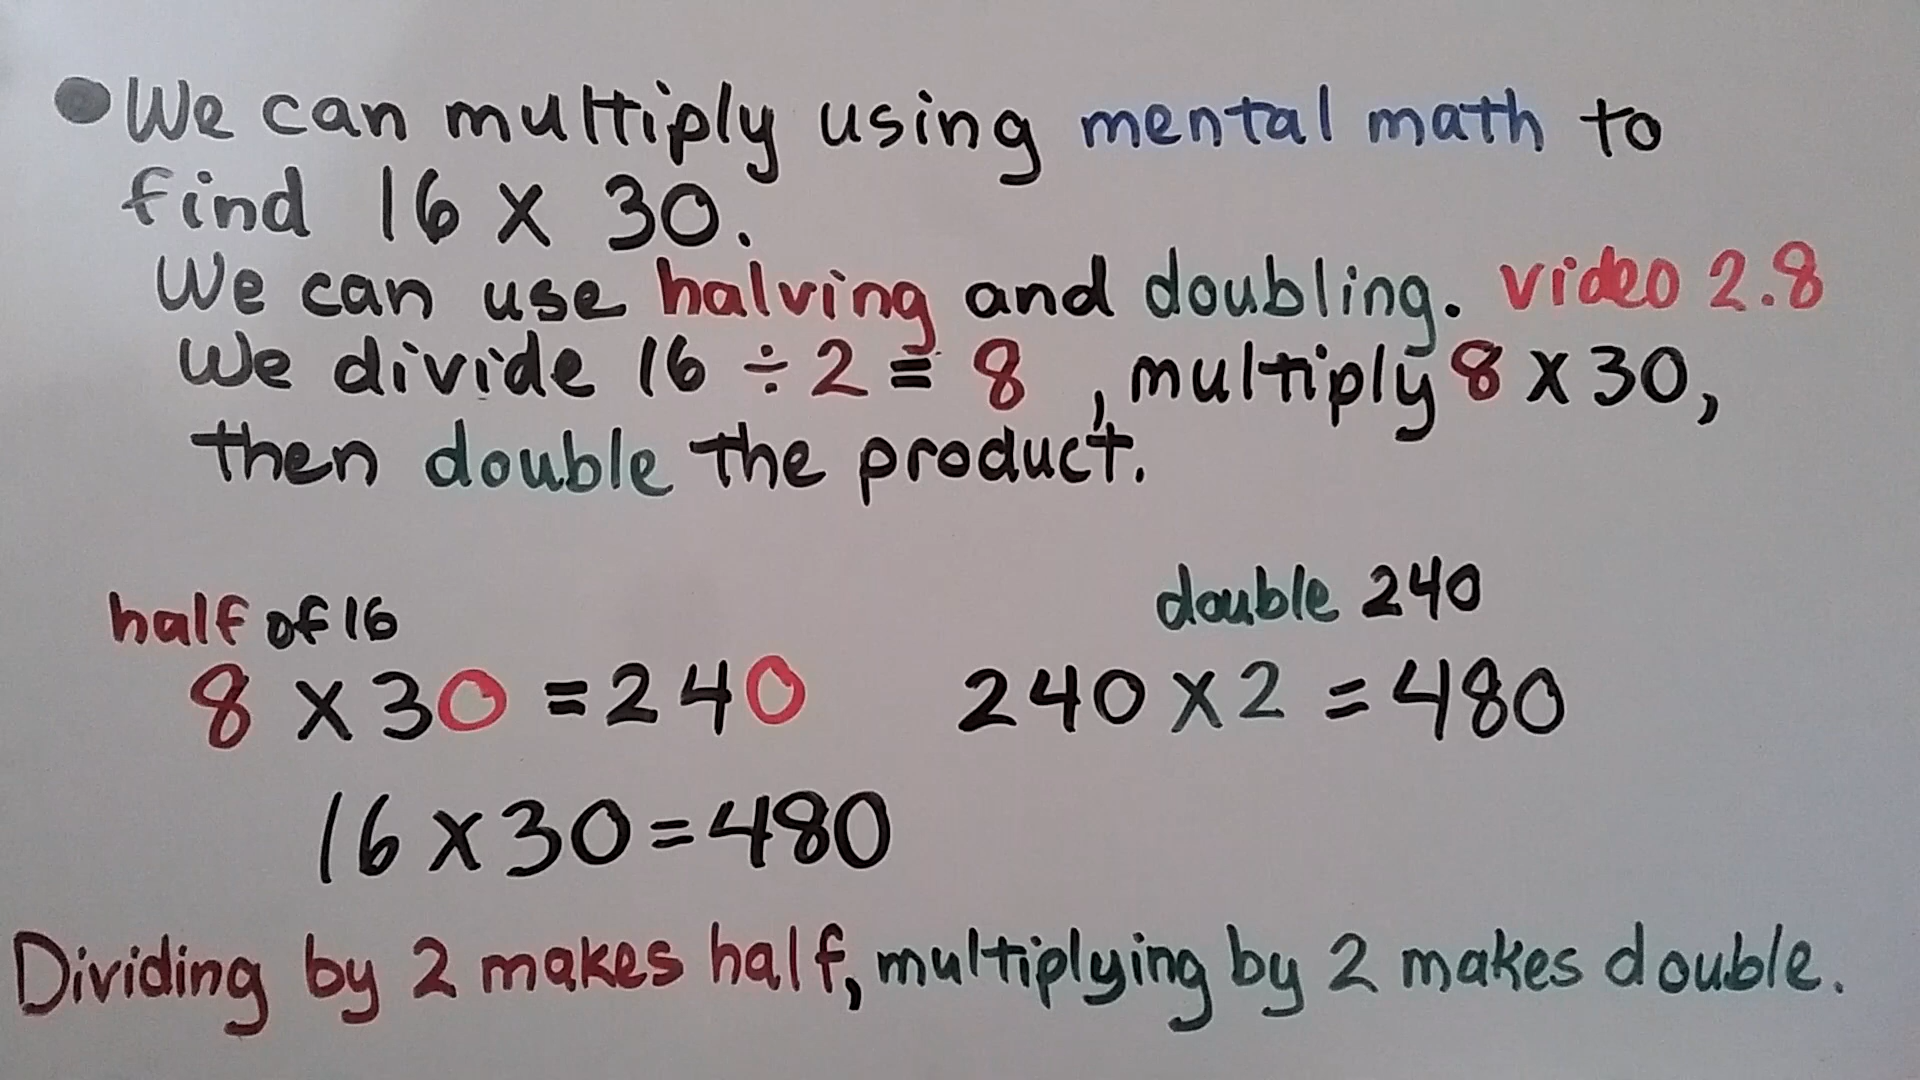 We can multiply using mental math to
find 16 x 30.
We can use halving and doubling. video 2.8
We divide 16 ÷ 2 = 8, multiply 8 x 30,
then double the product.
half of 16
8 x 30 = 240
double 240
240 x 2 = 480
16 x 30 = 480
Dividing by 2 makes half, multiplying by 2 makes double.